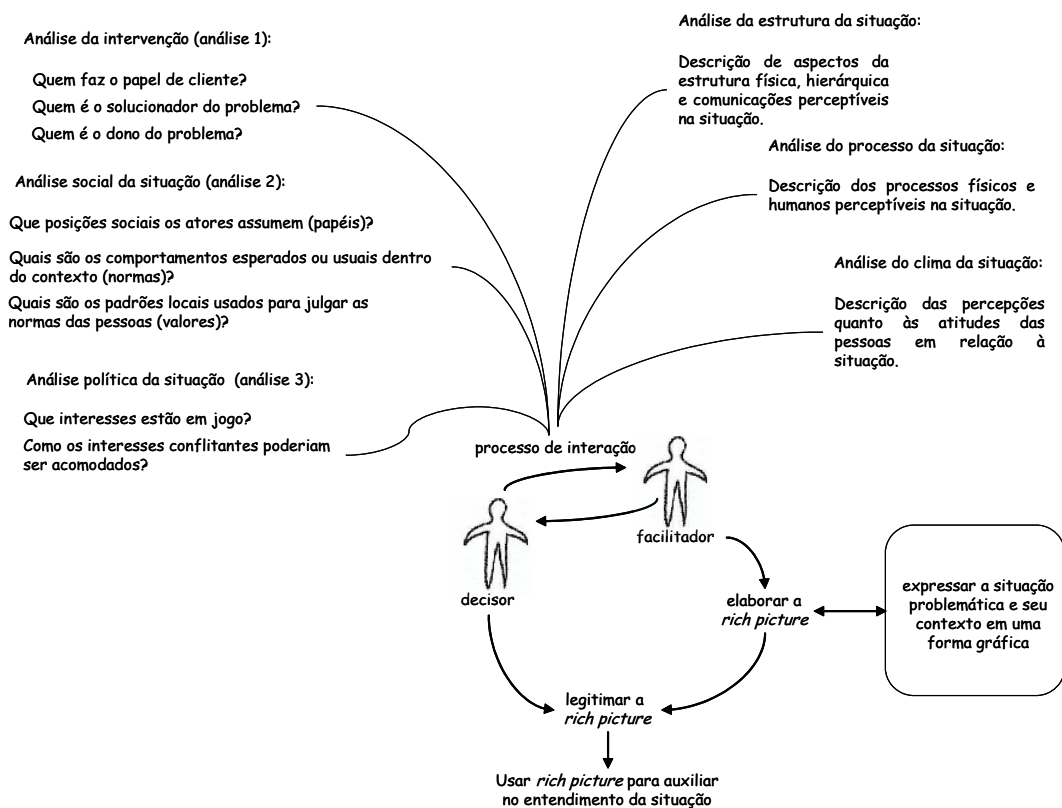 Análise da intervenção (análise 1):
Quem faz o papel de cliente?
Quem é o solucionador do problema?
Quem é o dono do problema?
Análise social da situação (análise 2):
Que posições sociais os atores assumem (papéis)?
Quais são os comportamentos esperados ou usuais dentro
do contexto (normas)?
Quais são os padrões locais usados para julgar as
normas das pessoas (valores)?
Análise política da situação (análise 3):
Que interesses estão em jogo?
Como os interesses conflitantes poderiam
ser acomodados?
Análise da estrutura da situação:
Descrição de aspectos da
estrutura física, hierárquica
e comunicações perceptíveis
na situação.
Análise do processo da situação:
Descrição dos processos físicos e
humanos perceptíveis na situação.
Análise do clima da situação:
Descrição das percepções
quanto às atitudes das
pessoas em relação à
situação.
processo de interação
facilitador
decisor
elaborar a
rich picture
expressar a situação
problemática e seu
contexto em uma
forma gráfica
legitimar a
rich picture
Usar rich picture para auxiliar
no entendimento da situação